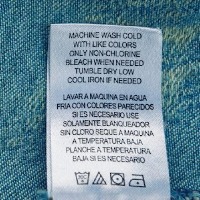 MACHINE WASH COLD
WITH LIKE COLORS
ONLY NON-CHLORINE
BLEACH WHEN NEEDED
TUMBLE DRY LOW
COOL IRON IF NEEDED
LAVAR A MAQUINA EN AGUA
FRIA CON COLORES PARECIDOS
SI ES NECESARIO USE
SOLAMENTE BLANQUEADOR
SIN CLORO SEQUE A MAQUINA
A TEMPERATURA BAJA
PLANCHE A TEMPERATURA
BAJA SI ES NECESARIO